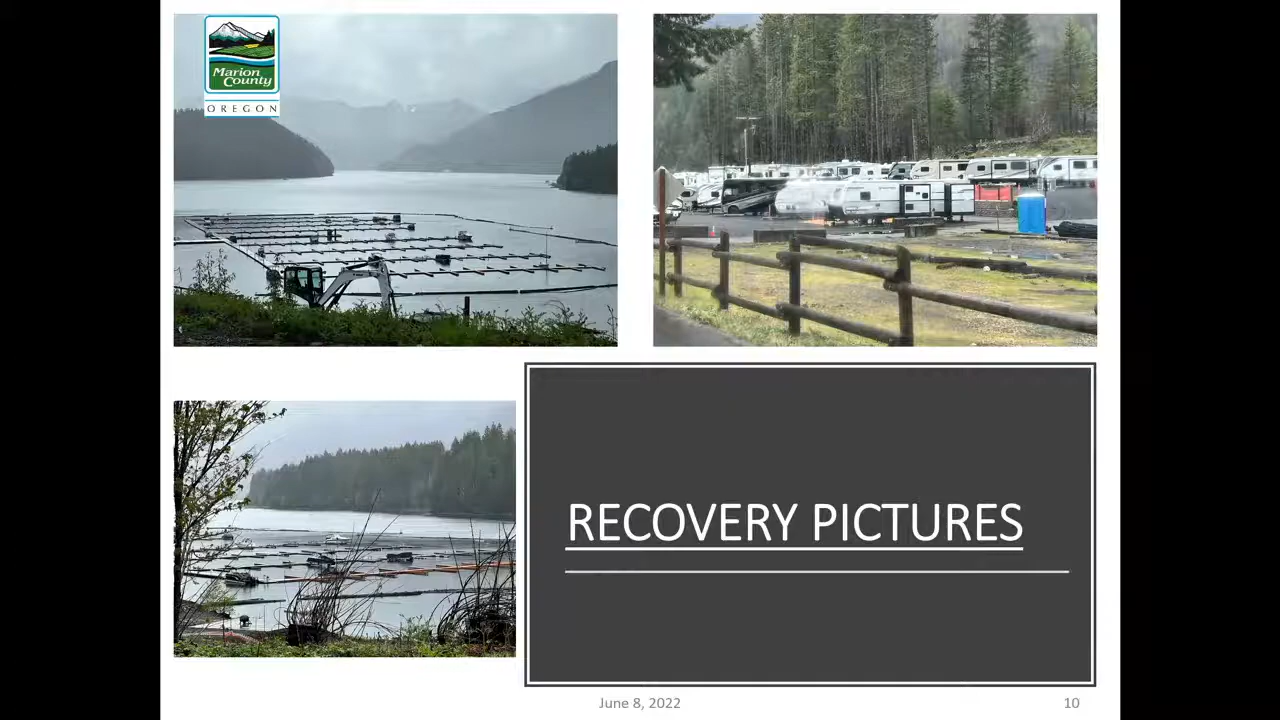 Marion
County
OREGON
RECOVERY PICTURES
June 8, 2022
10